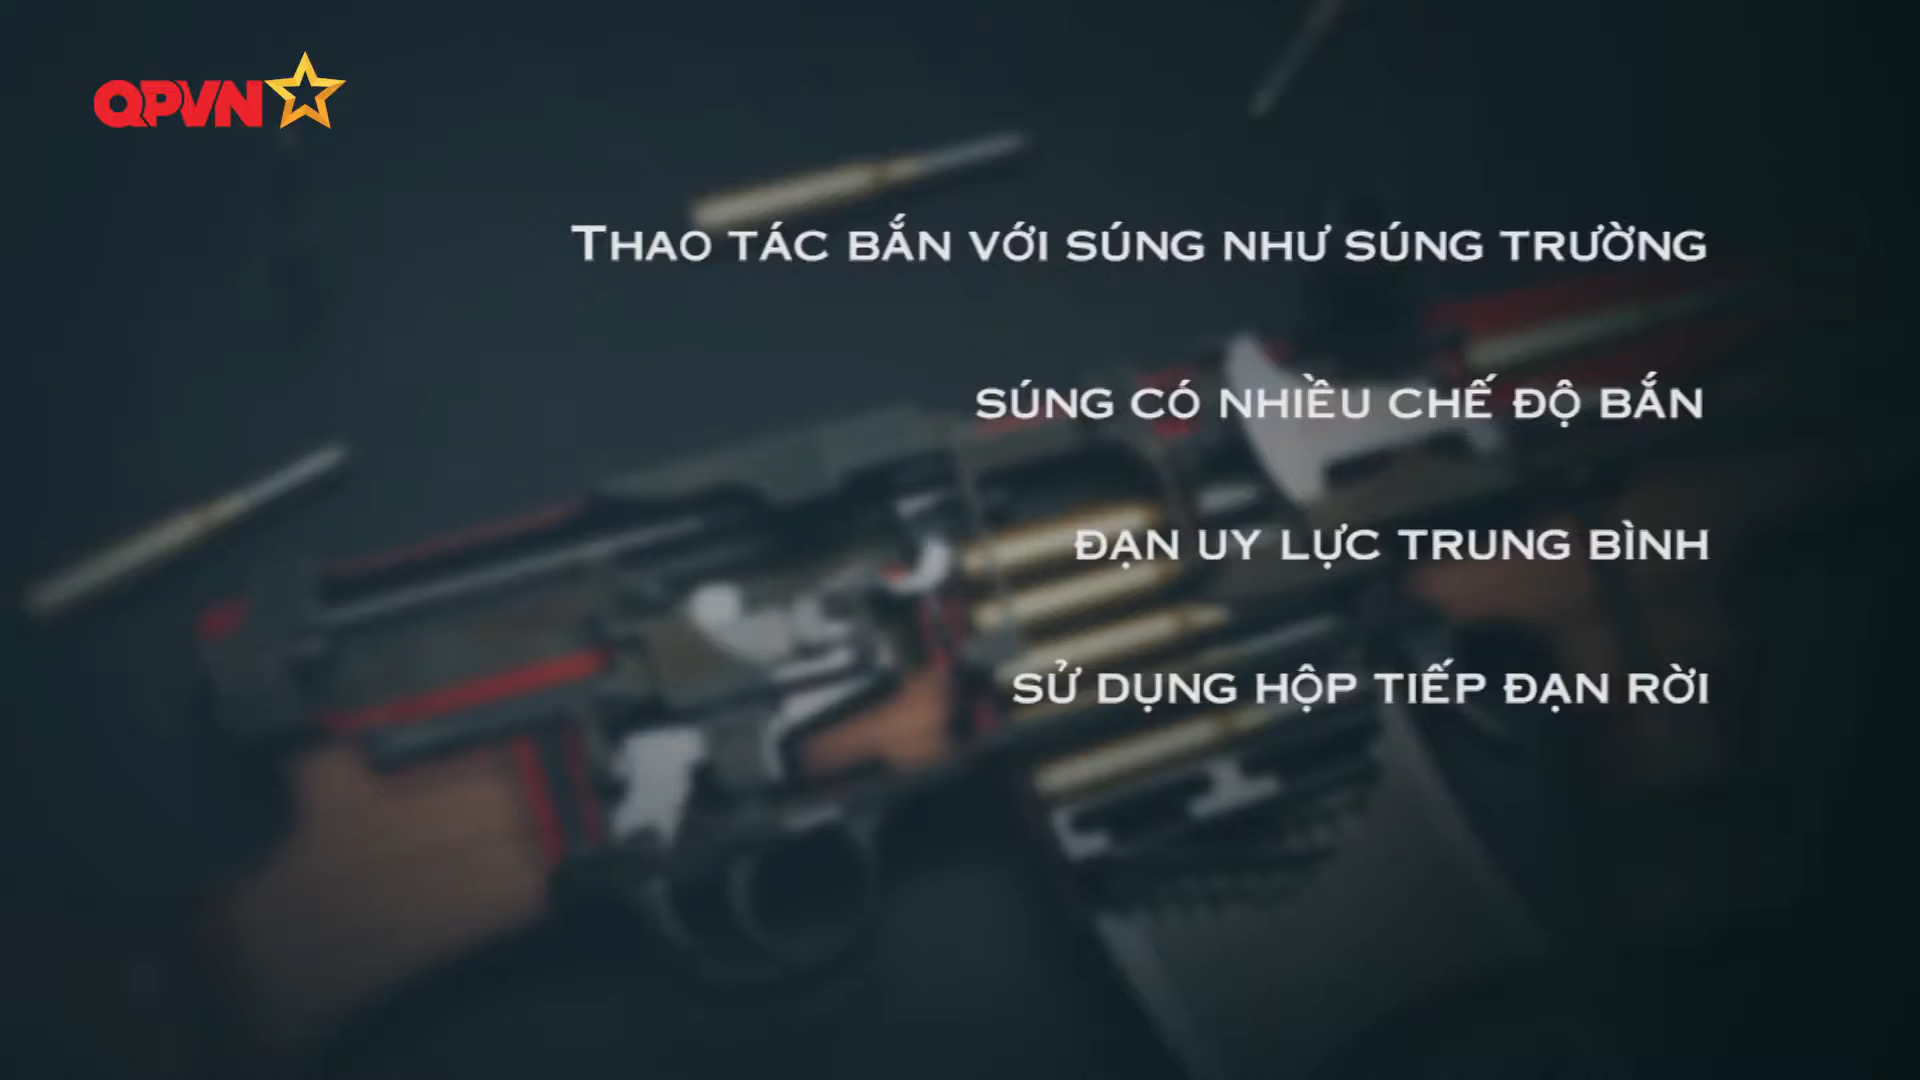 QPVN
Thao tác bắn với súng như súng trường
súng có nhiều chế độ bắn
đạn uy lực trung bình
sử dụng hộp tiếp đạn rời